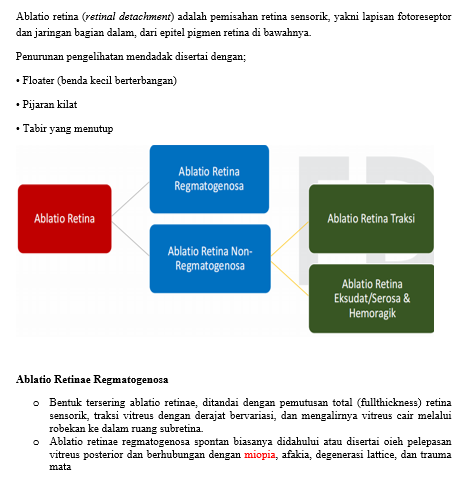 Ablatio retina (retinal detachment) adalah pemisahan retina sensorik, yakni lapisan fotoreseptor
dan jaringan bagian dalam, dari epitel pigmen retina di bawahnya.
Penurunan pengelihatan mendadak disertai dengan;
• Floater (benda kecil berterbangan)
• Pijaran kilat
• Tabir yang menutup
Ablatio Retina
Regmatogenosa
Ablatio Retina
Ablatio Retina Non-
Regmatogenosa
Ablatio Retina Traksi
Ablatio Retina
Eksudat/Serosa &
Hemoragik
Ablatio Retinae Regmatogenosa
o Bentuk tersering ablatio retinae, ditandai dengan pemutusan total (fullthickness) retina
sensorik, traksi vitreus dengan derajat bervariasi, dan mengalirnya vitreus cair melalui
robekan ke dalam ruang subretina.
o Ablatio retinae regmatogenosa spontan biasanya didahului atau disertai oieh pelepasan
vitreus posterior dan berhubungan dengan miopia, afakia, degenerasi lattice, dan trauma
mata